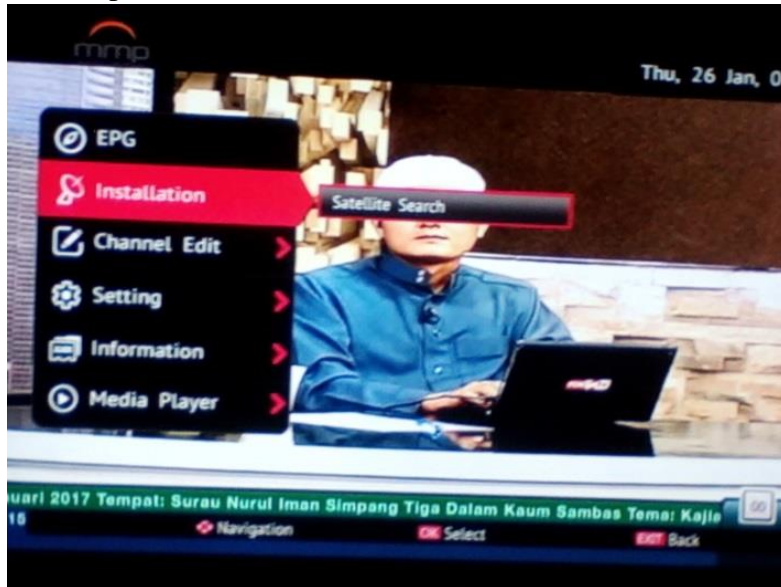 mmp
Thu, 26 Jan, 0
EPG
Installation
Satellite Search
Channel Edit
Setting
Information
Media Player
uari 2017 Tempat: Surau Nurul Iman Simpang Tiga Dalam Kaum Sambas Tema: Kajia
Navigation
OK Select
EXIT Back